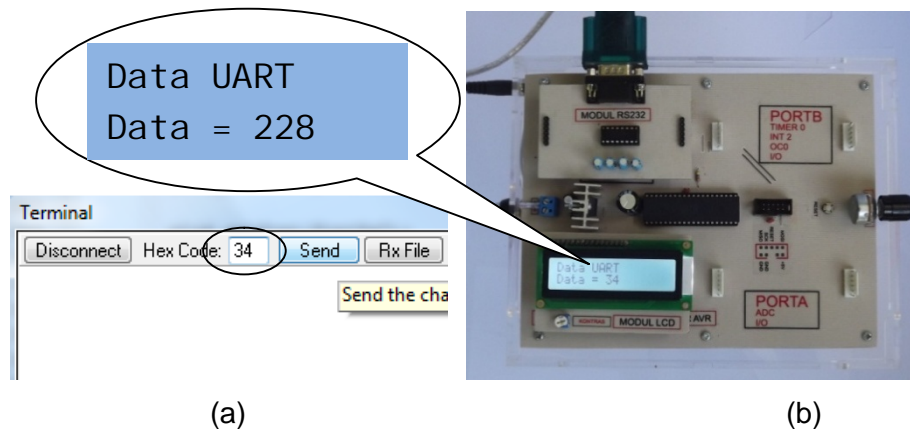 Data UART
Data = 228
Terminal
Disconnect Hex Code: 34 Send Rx File
Send the cha
MODUL RS232
PORTB
TIMER 0
INT 2
OC0
I/O
RESET
Data UART
Data = 34
MODUL LCD
AVR
PORTA
ADC
I/O
(a) (b)